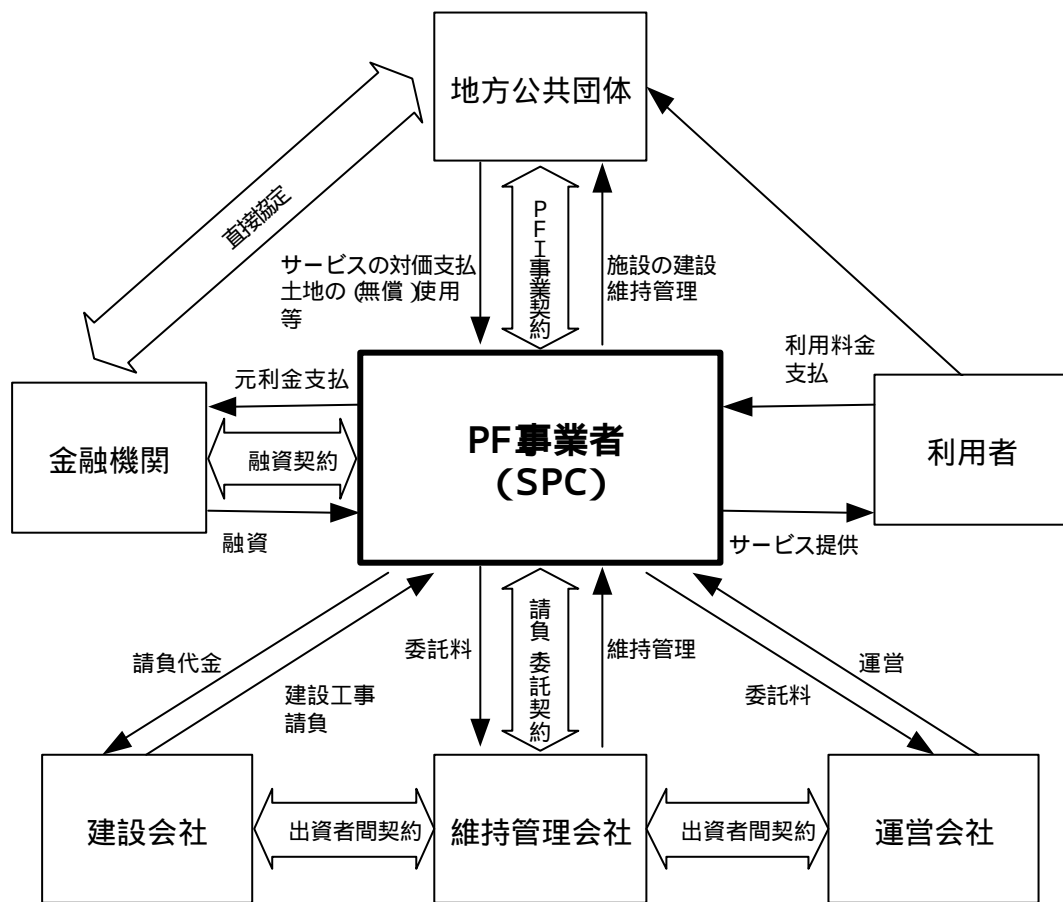 地方公共団体
直接協定
サービスの対価支払
土地の(無償)使用
等
PFI事業契約
施設の建設
維持管理
利用料金
支払
元利金支払
金融機関
融資契約
融資
PF事業者
(SPC)
利用者
サービス提供
請負代金
建設工事
請負
委託料
請負 委託契約
維持管理
運営
委託料
建設会社
出資者間契約
維持管理会社
出資者間契約
運営会社